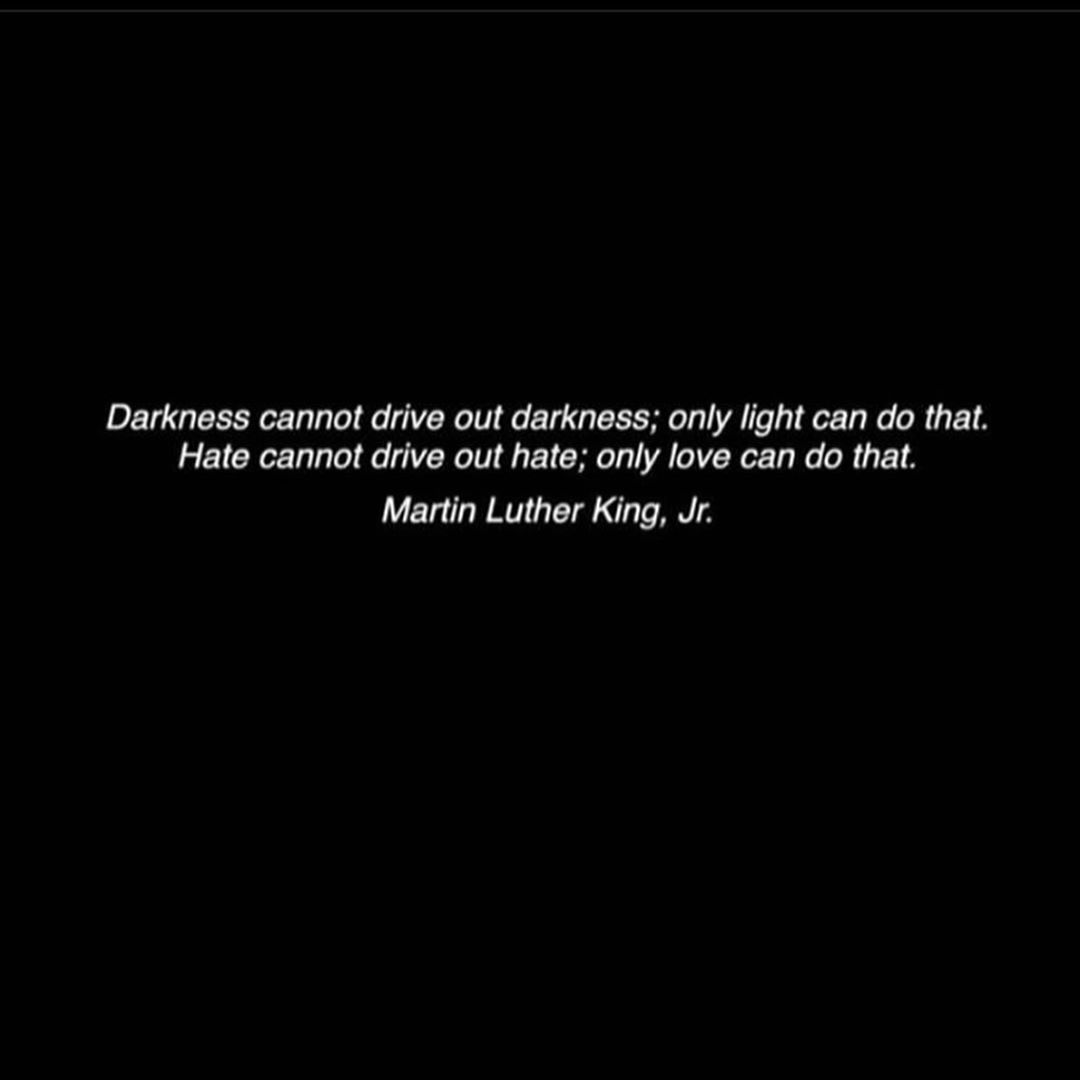 Darkness cannot drive out darkness; only light can do that.
Hate cannot drive out hate; only love can do that.
Martin Luther King, Jr.